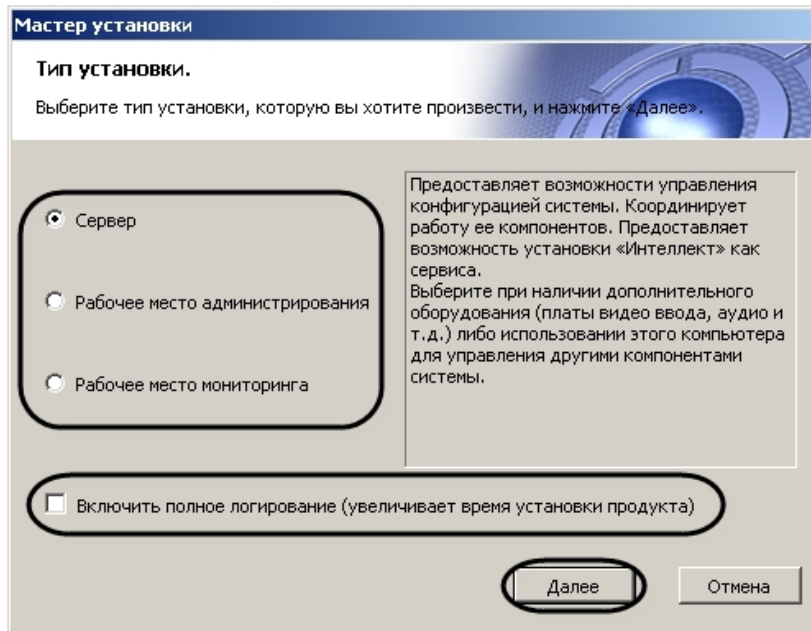 Мастер установки
Тип установки.
Выберите тип установки, которую вы хотите произвести, и нажмите «Далее».
Сервер
Рабочее место администрирования
Рабочее место мониторинга
Предоставляет возможности управления
конфигурацией системы. Координирует
работу ее компонентов. Предоставляет
возможность установки «Интеллект» как
сервиса.
Выберите при наличии дополнительного
оборудования (платы видео ввода, аудио и
т.д.) либо использовании этого компьютера
для управления другими компонентами
системы.
Включить полное логирование (увеличивает время установки продукта)
Далее
Отмена